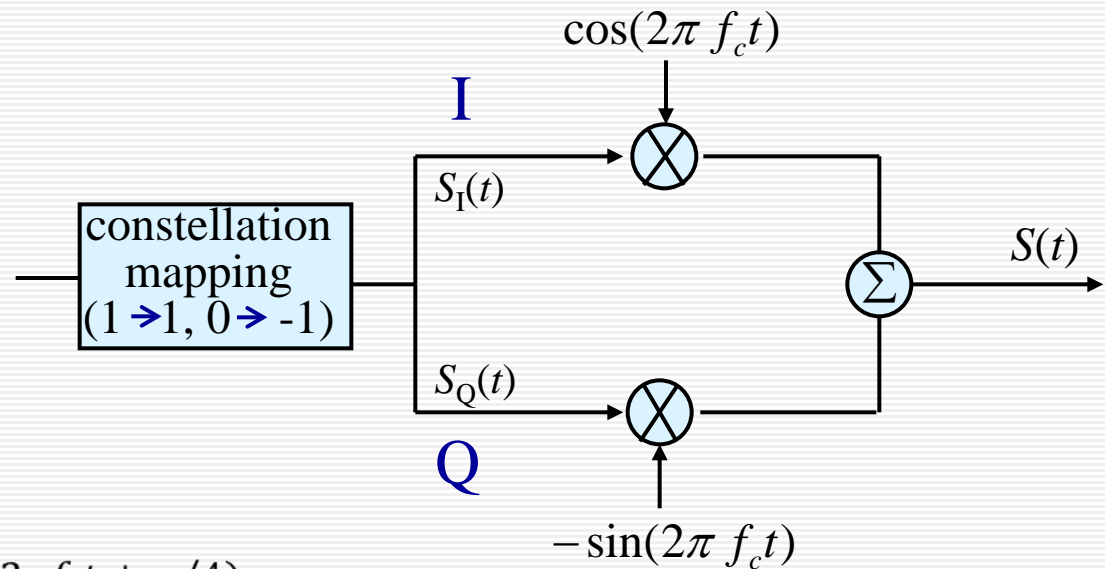 cos(2π f_c t)
I
S_I(t)
constellation
mapping
(1 → 1, 0 → -1)
S(t)
Σ
S_Q(t)
Q
− sin(2π f_c t)